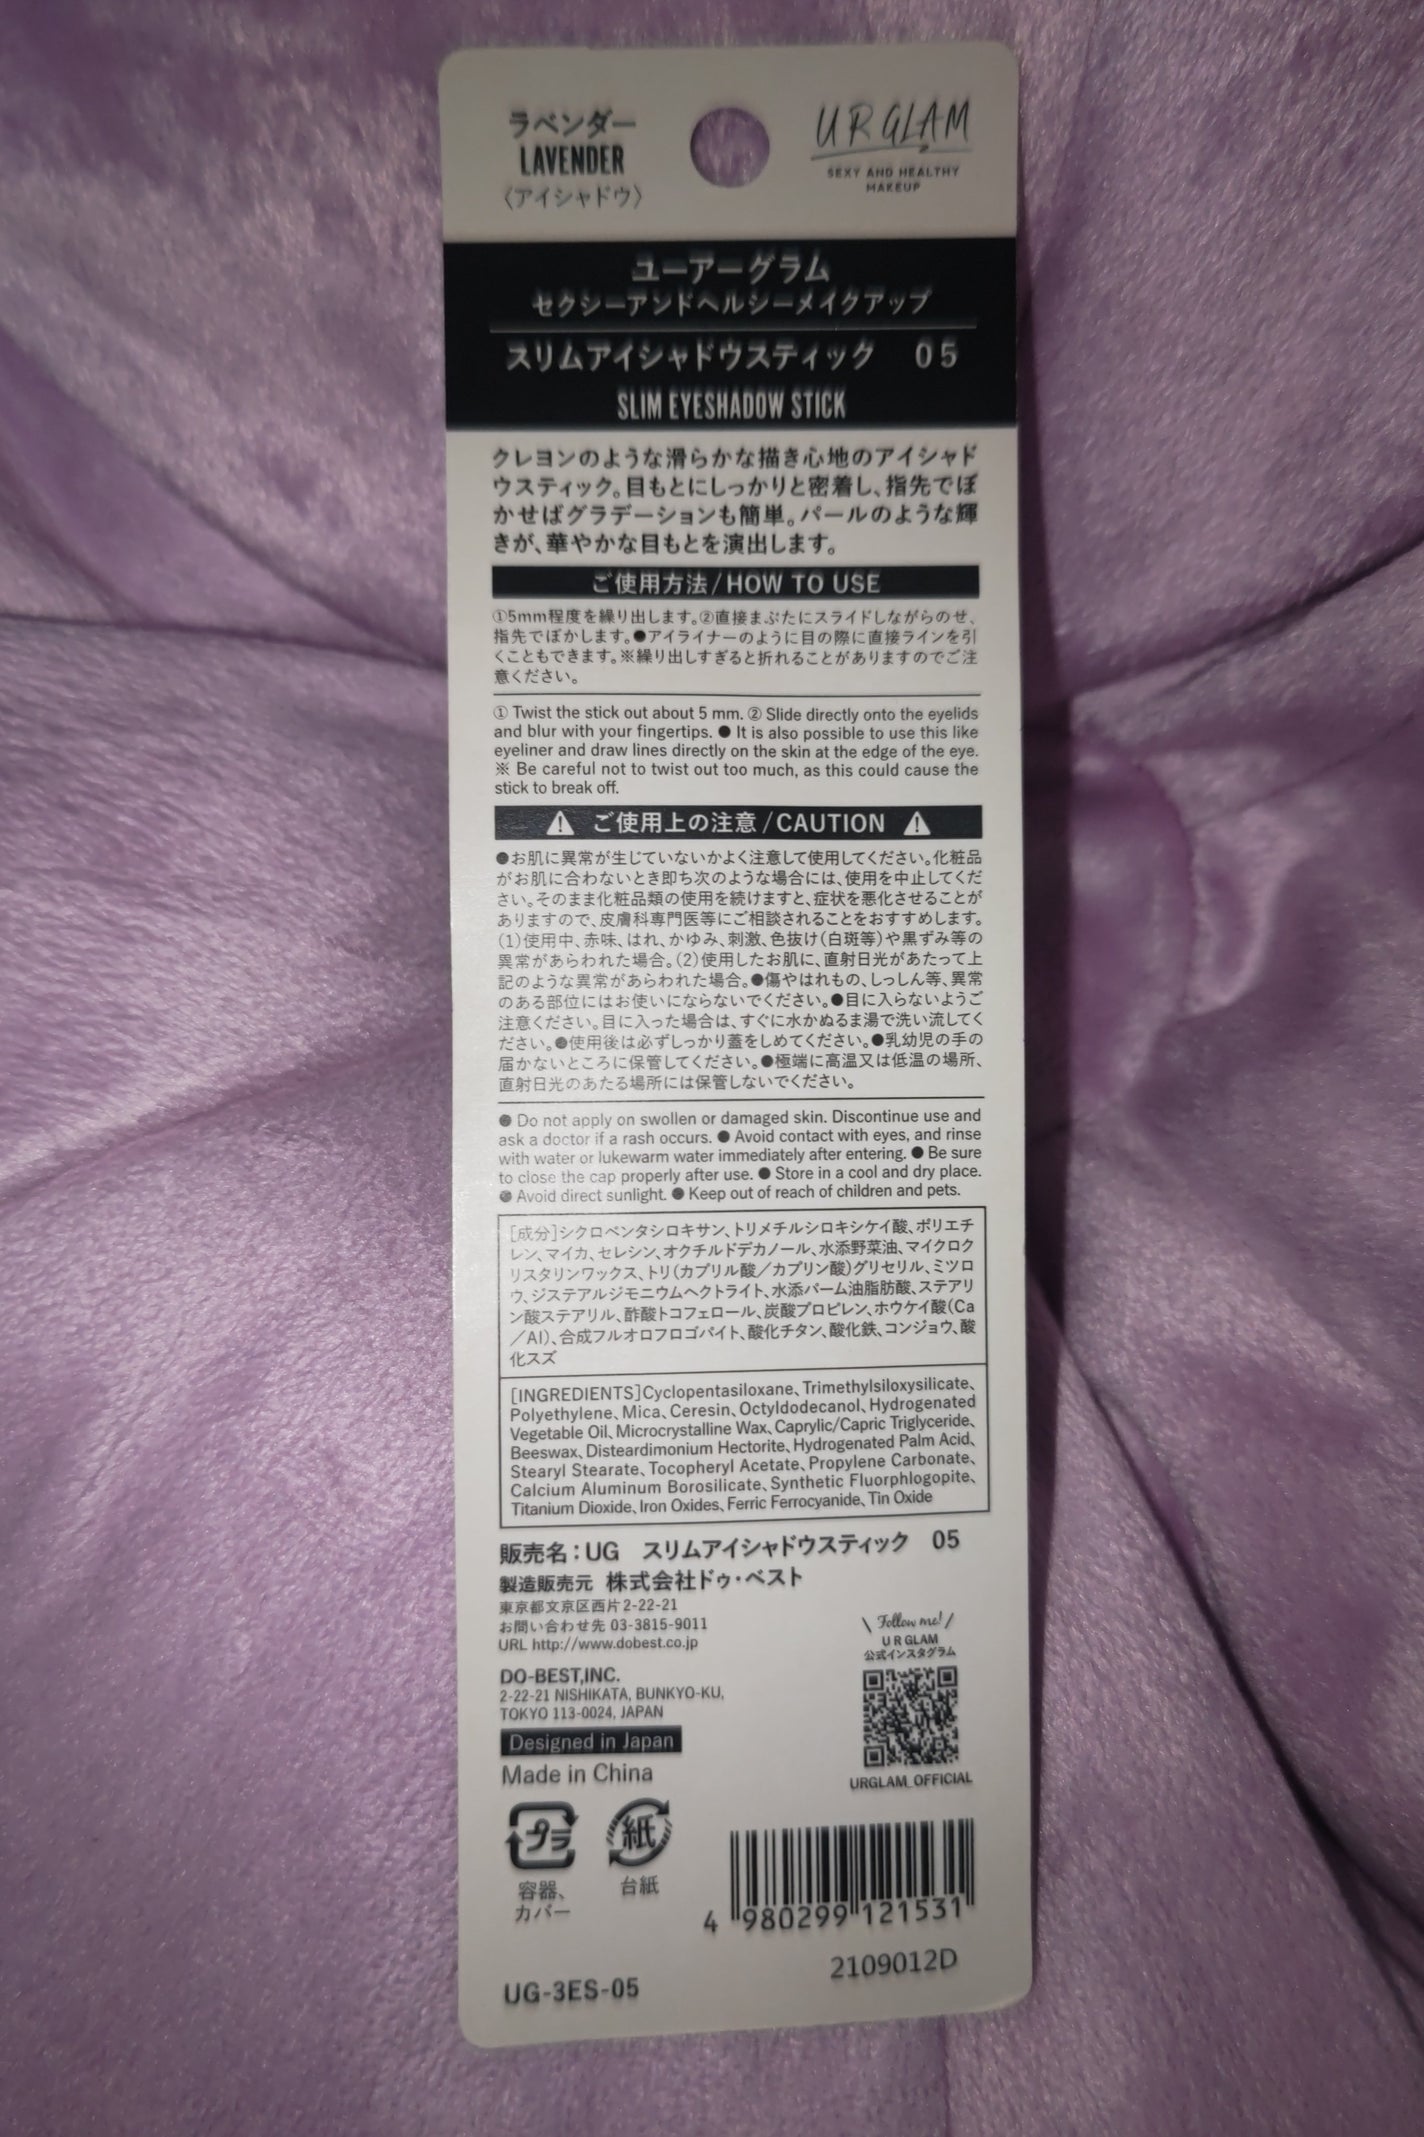 ラベンダー
LAVENDER
〈アイシャドウ〉
UR GLAM
SEXY AND HEALTHY
MAKEUP
ユーアーグラム
セクシーアンドヘルシーメイクアップ
スリムアイシャドウスティック 05
SLIM EYESHADOW STICK
クレヨンのような滑らかな描き心地のアイシャド
ウスティック。目もとにしっかりと密着し、指先でぼ
かせばグラデーションも簡単。パールのような輝
きが、華やかな目もとを演出します。
ご使用方法/HOW TO USE
①5mm程度を繰り出します。②直接まぶたにスライドしながらのせ、
指先でぼかします。●アイライナーのように目の際に直接ラインを引
くこともできます。※繰り出しすぎると折れることがありますのでご注
意ください。
① Twist the stick out about 5 mm. ② Slide directly onto the eyelids
and blur with your fingertips. ● It is also possible to use this like
eyeliner and draw lines directly on the skin at the edge of the eye.
※ Be careful not to twist out too much, as this could cause the
stick to break off.
⚠ ご使用上の注意/CAUTION ⚠
●お肌に異常が生じていないかよく注意して使用してください。化粧品
がお肌に合わないとき即ち次のような場合には、使用を中止してくだ
さい。そのまま化粧品類の使用を続けますと、症状を悪化させることが
ありますので、皮膚科専門医等にご相談されることをおすすめします。
(1)使用中、赤味、はれ、かゆみ、刺激、色抜け(白斑等)や黒ずみ等の
異常があらわれた場合。(2)使用したお肌に、直射日光があたって上
記のような異常があらわれた場合。●傷やはれもの、しっしん等、異常
のある部位にはお使いにならないでください。●目に入らないようご
注意ください。目に入った場合は、すぐに水かぬるま湯で洗い流してく
ださい。●使用後は必ずしっかり蓋をしめてください。●乳幼児の手の
届かないところに保管してください。●極端に高温又は低温の場所、
直射日光のあたる場所には保管しないでください。
● Do not apply on swollen or damaged skin. Discontinue use and
ask a doctor if a rash occurs. ● Avoid contact with eyes, and rinse
with water or lukewarm water immediately after entering. ● Be sure
to close the cap properly after use. ● Store in a cool and dry place.
● Avoid direct sunlight. ● Keep out of reach of children and pets.
[成分]シクロペンタシロキサン、トリメチルシロキシケイ酸、ポリエチ
レン、マイカ、セレシン、オクチルドデカノール、水添野菜油、マイクロク
リスタリンワックス、トリ(カプリル酸/カプリン酸)グリセリル、ミツロ
ウ、ジステアルジモニウムヘクトライト、水添パーム油脂肪酸、ステアリ
ン酸ステアリル、酢酸トコフェロール、炭酸プロピレン、ホウケイ酸(Ca
/Al)、合成フルオロフロゴパイト、酸化チタン、酸化鉄、コンジョウ、酸
化スズ
[INGREDIENTS]Cyclopentasiloxane、Trimethylsiloxysilicate、
Polyethylene、Mica、Ceresin、Octyldodecanol、Hydrogenated
Vegetable Oil、Microcrystalline Wax、Caprylic/Capric Triglyceride、
Beeswax、Disteardimonium Hectorite、Hydrogenated Palm Acid、
Stearyl Stearate、Tocopheryl Acetate、Propylene Carbonate、
Calcium Aluminum Borosilicate、Synthetic Fluorphlogopite、
Titanium Dioxide、Iron Oxides、Ferric Ferrocyanide、Tin Oxide
販売名：UG スリムアイシャドウスティック 05
製造販売元 株式会社ドゥ・ベスト
東京都文京区西片2-22-21
お問い合わせ先 03-3815-9011
URL http://www.dobest.co.jp
DO-BEST,INC.
2-22-21 NISHIKATA, BUNKYO-KU,
TOKYO 113-0024, JAPAN
Designed in Japan
Made in China
\ Follow me! /
UR GLAM
公式インスタグラム
URGLAM_OFFICIAL
プラ
容器、
カバー
紙
台紙
4 980299 121531
2109012D
UG-3ES-05